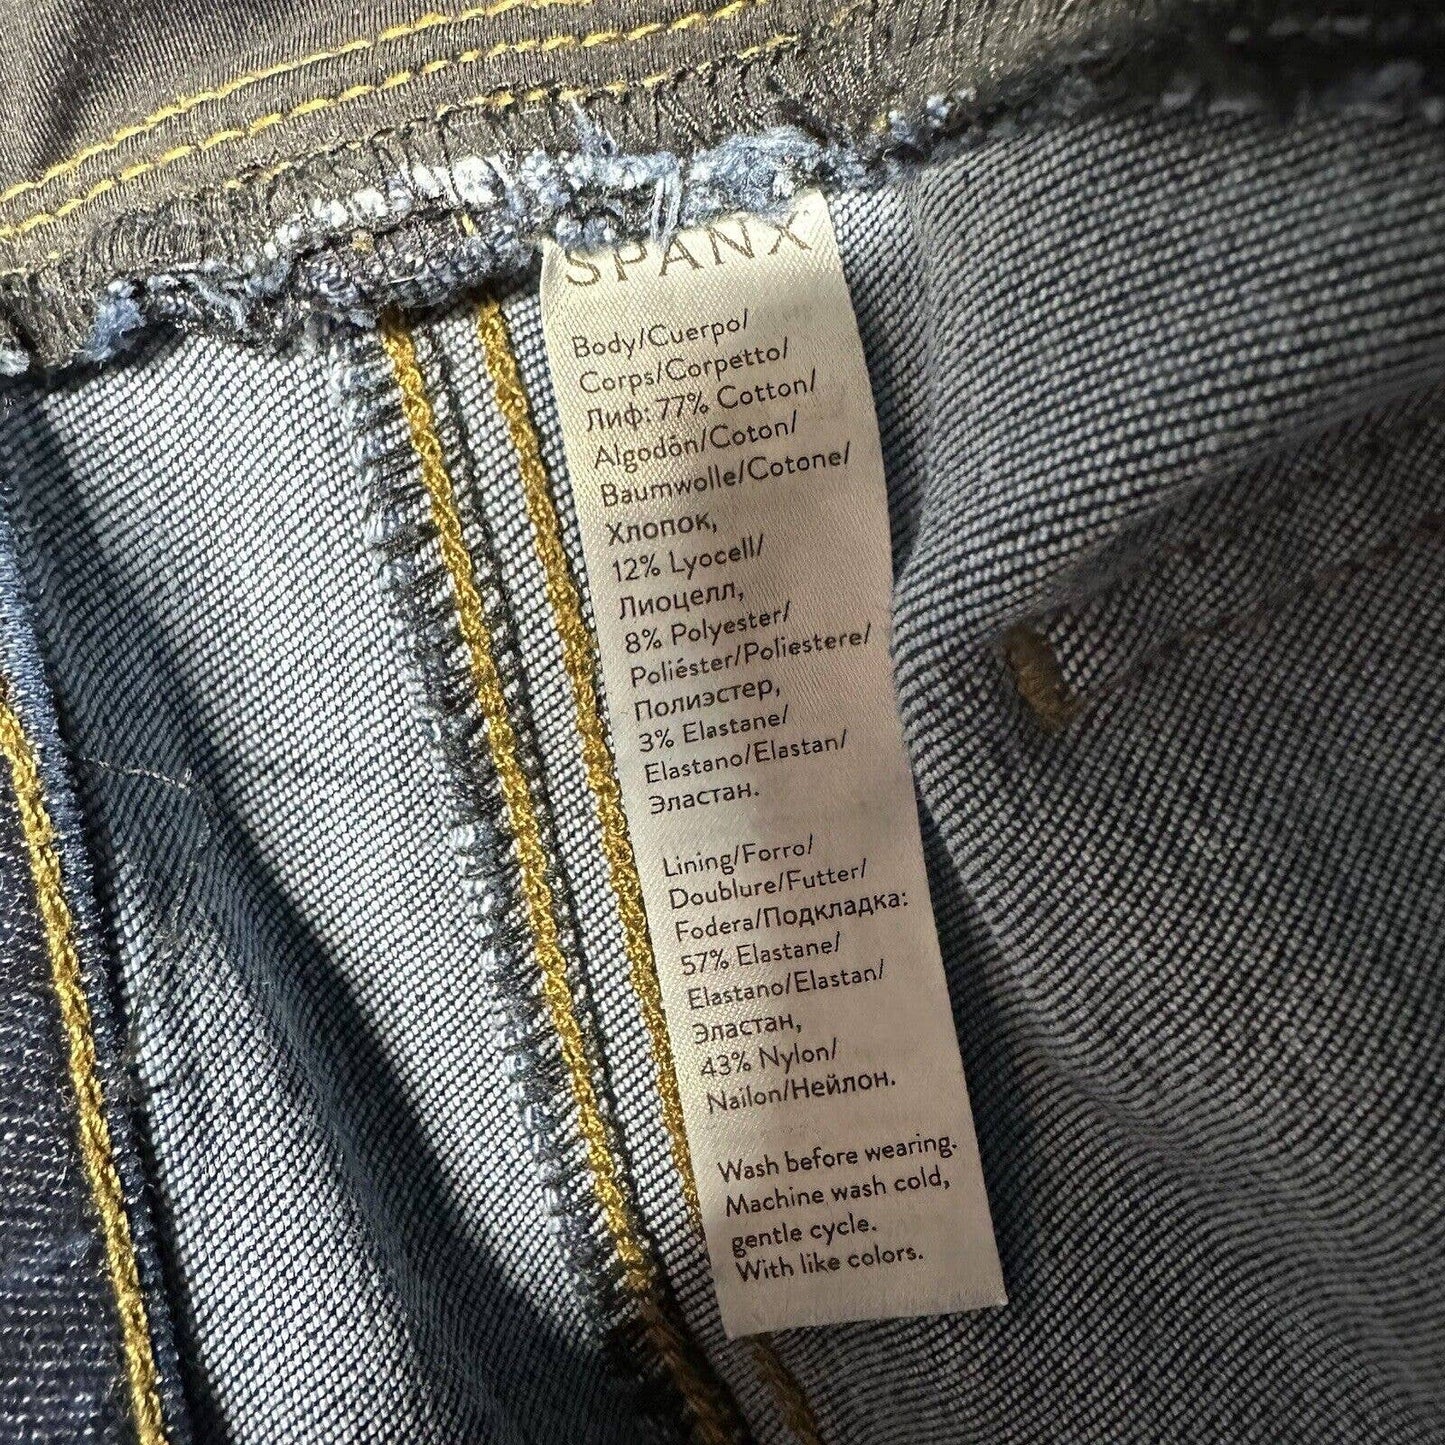 SPANX
Body/Cuerpo/
Corps/Corpetto/
Лиф: 77% Cotton/
Algodón/Coton/
Baumwolle/Cotone/
Хлопок,
12% Lyocell/
Лиоцелл,
8% Polyester/
Poliéster/Poliestere/
Полиэстер,
3% Elastane/
Elastano/Elastan/
Эластан.
Lining/Forro/
Doublure/Futter/
Fodera/Подкладка:
57% Elastane/
Elastano/Elastan/
Эластан,
43% Nylon/
Nailon/Нейлон.
Wash before wearing.
Machine wash cold,
gentle cycle.
With like colors.